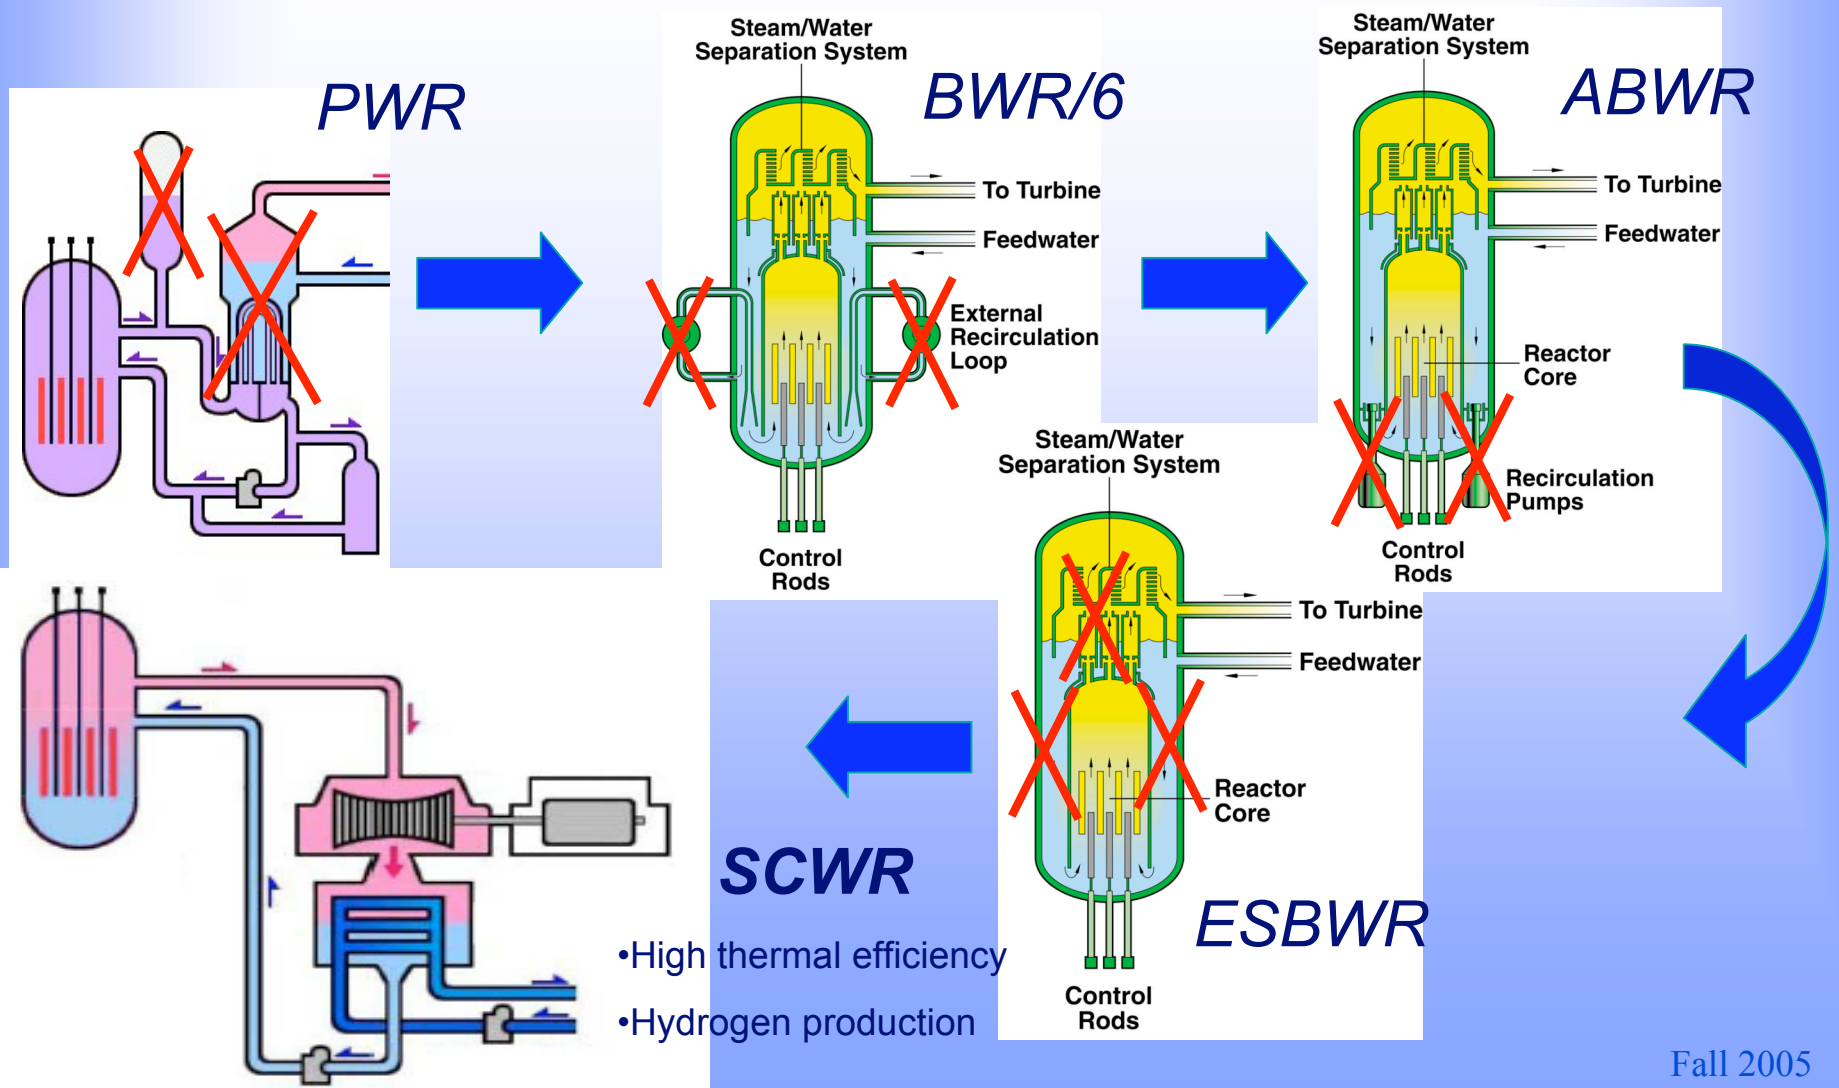 PWR
Steam/Water
Separation System
BWR/6
To Turbine
Feedwater
External
Recirculation
Loop
Control
Rods
Steam/Water
Separation System
ABWR
To Turbine
Feedwater
Reactor
Core
Recirculation
Pumps
Control
Rods
Steam/Water
Separation System
To Turbine
Feedwater
Reactor
Core
ESBWR
Control
Rods
SCWR
•High thermal efficiency
•Hydrogen production
Fall 2005